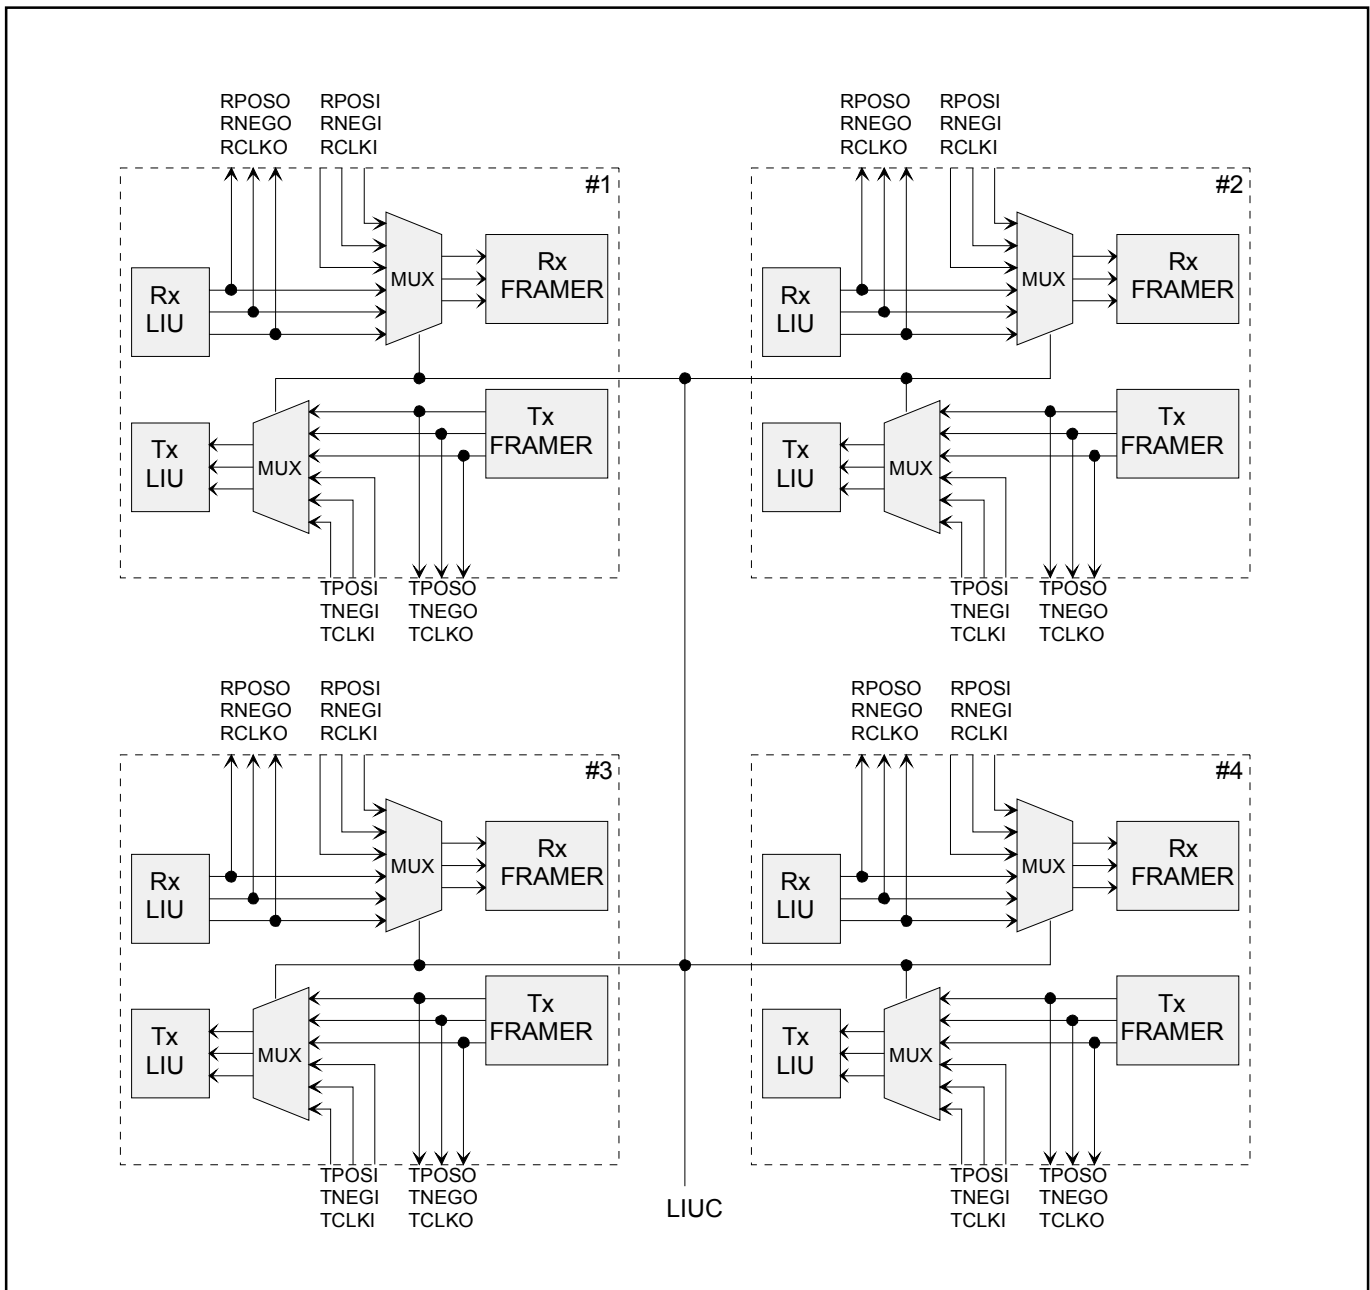 RPOSO RPOSI
RNEGO RNEGI
RCLKO RCLKI
#1
Rx
LIU
MUX
Rx
FRAMER
Tx
LIU
MUX
Tx
FRAMER
TPOSI TPOSO
TNEGI TNEGO
TCLKI TCLKO
RPOSO RPOSI
RNEGO RNEGI
RCLKO RCLKI
#2
Rx
LIU
MUX
Rx
FRAMER
Tx
LIU
MUX
Tx
FRAMER
TPOSI TPOSO
TNEGI TNEGO
TCLKI TCLKO
RPOSO RPOSI
RNEGO RNEGI
RCLKO RCLKI
#3
Rx
LIU
MUX
Rx
FRAMER
Tx
LIU
MUX
Tx
FRAMER
TPOSI TPOSO
TNEGI TNEGO
TCLKI TCLKO
RPOSO RPOSI
RNEGO RNEGI
RCLKO RCLKI
#4
Rx
LIU
MUX
Rx
FRAMER
Tx
LIU
MUX
Tx
FRAMER
TPOSI TPOSO
TNEGI TNEGO
TCLKI TCLKO
LIUC